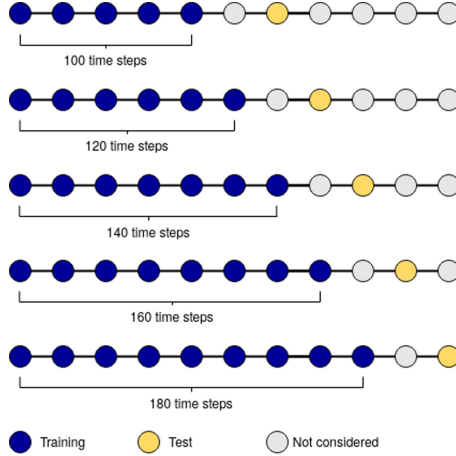 100 time steps
120 time steps
140 time steps
160 time steps
180 time steps
Training Test Not considered